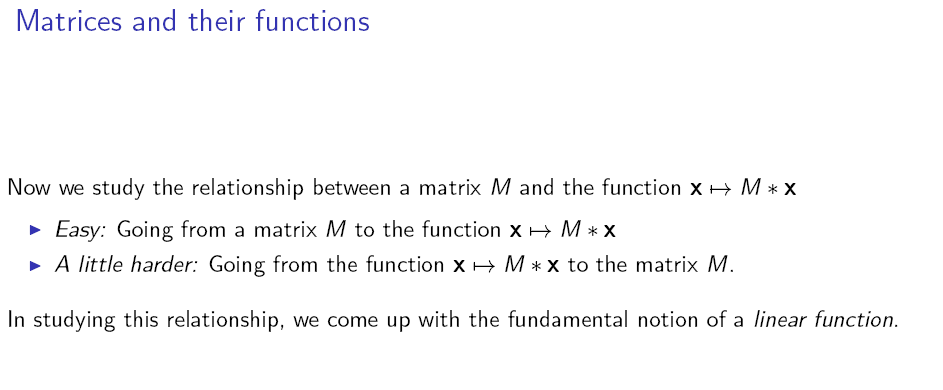 Matrices and their functions
Now we study the relationship between a matrix M and the function x ↦ M ∗ x
▶ Easy: Going from a matrix M to the function x ↦ M ∗ x
▶ A little harder: Going from the function x ↦ M ∗ x to the matrix M.
In studying this relationship, we come up with the fundamental notion of a linear function.